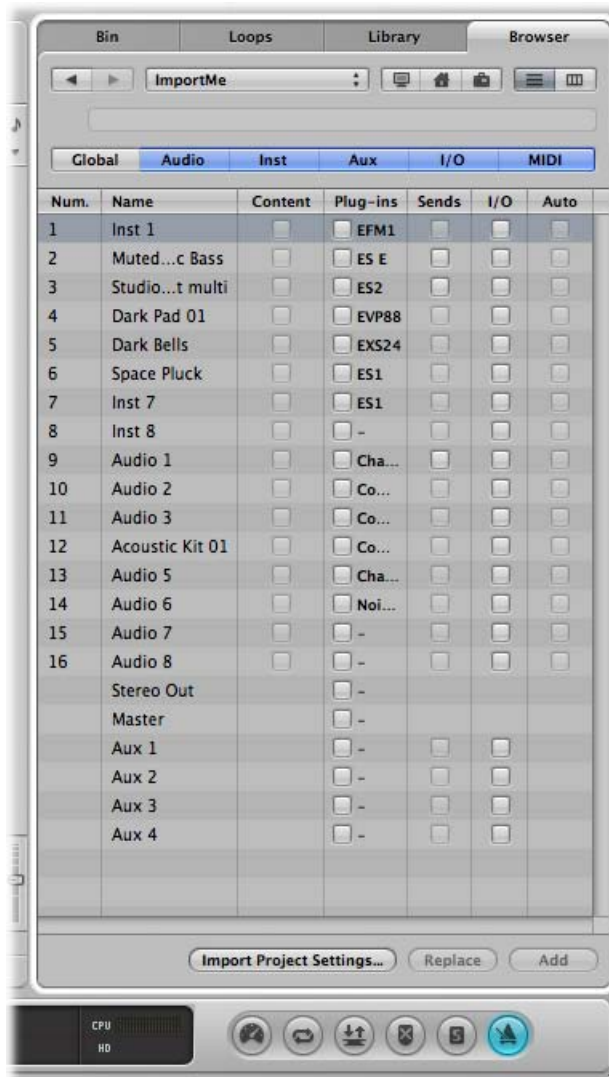 Bin Loops Library Browser
ImportMe
Global Audio Inst Aux I/O MIDI
Num. Name Content Plug-ins Sends I/O Auto
1 Inst 1 EFM1
2 Muted...c Bass ES E
3 Studio...t multi ES2
4 Dark Pad 01 EVP88
5 Dark Bells EXS24
6 Space Pluck ES1
7 Inst 7 ES1
8 Inst 8 -
9 Audio 1 Cha...
10 Audio 2 Co...
11 Audio 3 Co...
12 Acoustic Kit 01 Co...
13 Audio 5 Cha...
14 Audio 6 Noi...
15 Audio 7 -
16 Audio 8 -
Stereo Out -
Master -
Aux 1 -
Aux 2 -
Aux 3 -
Aux 4 -
Import Project Settings... Replace Add
CPU
HD
S